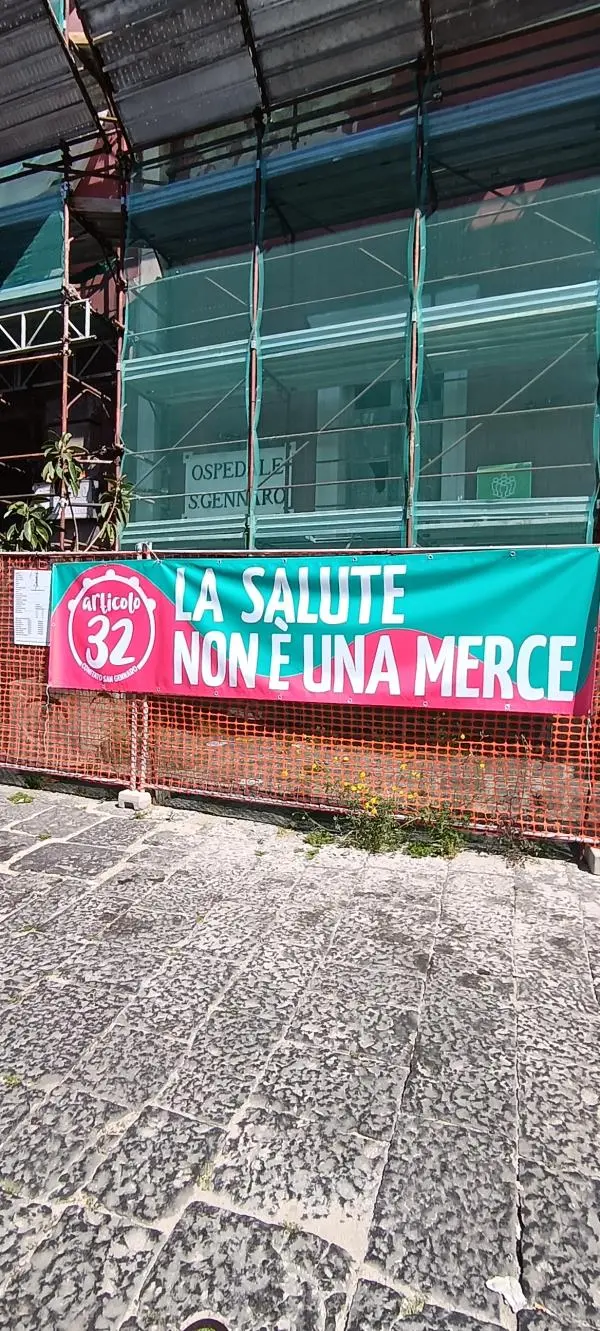 OSPEDALE
S.GENNARO
articolo
32
COMITATO SAN GENNARO
LA SALUTE
NON È UNA MERCE